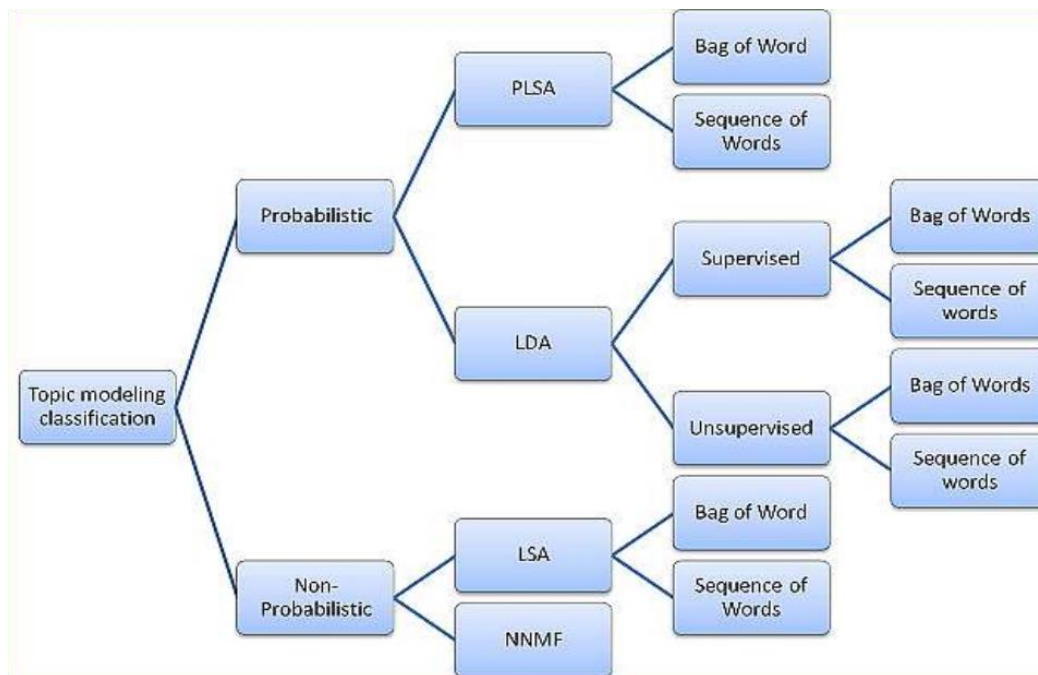 Bag of Word
PLSA
Sequence of
Words
Probabilistic
Bag of Words
Supervised
Sequence of
words
LDA
Topic modeling
classification
Bag of Words
Unsupervised
Sequence of
words
Bag of Word
LSA
Non-
Probabilistic
Sequence of
Words
NNMF